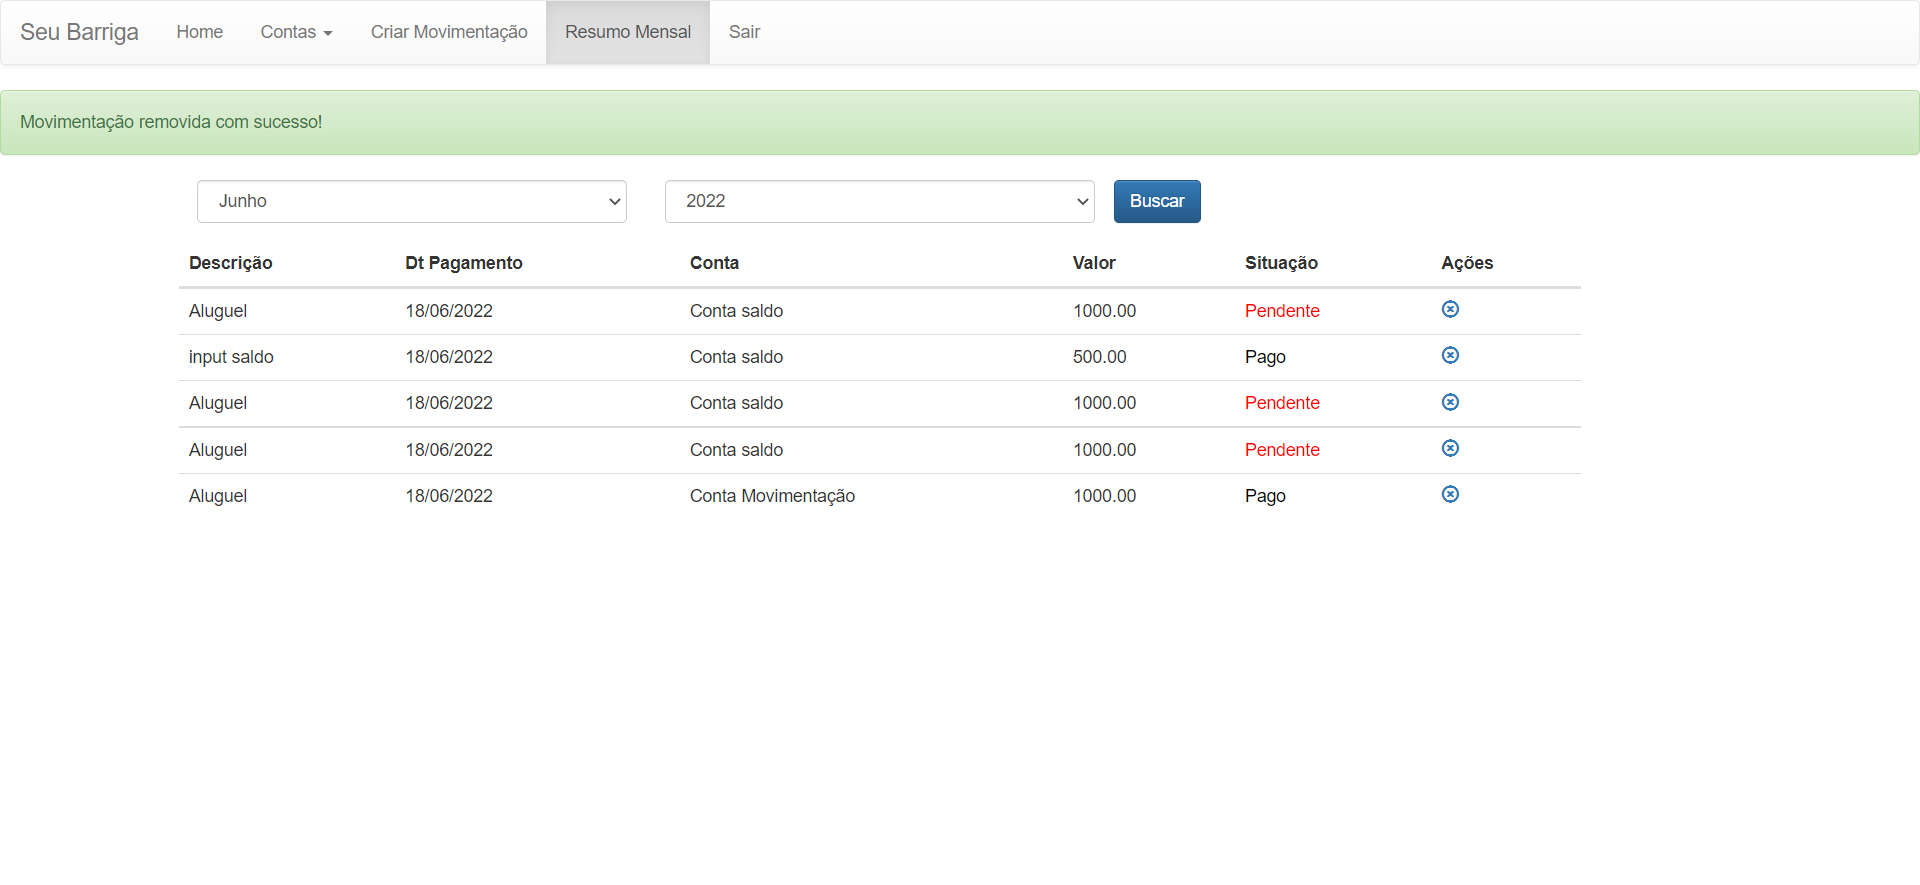 Seu Barriga Home Contas Criar Movimentação Resumo Mensal Sair
Movimentação removida com sucesso!
Junho 2022 Buscar
Descrição Dt Pagamento Conta Valor Situação Ações
Aluguel 18/06/2022 Conta saldo 1000.00 Pendente
input saldo 18/06/2022 Conta saldo 500.00 Pago
Aluguel 18/06/2022 Conta saldo 1000.00 Pendente
Aluguel 18/06/2022 Conta saldo 1000.00 Pendente
Aluguel 18/06/2022 Conta Movimentação 1000.00 Pago